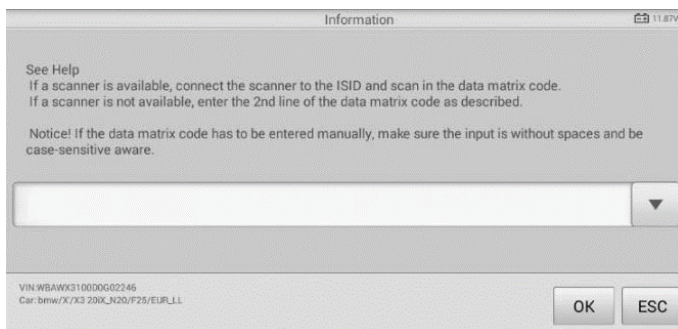 Information
11.87V
See Help
If a scanner is available, connect the scanner to the ISID and scan in the data matrix code.
If a scanner is not available, enter the 2nd line of the data matrix code as described.
Notice! If the data matrix code has to be entered manually, make sure the input is without spaces and be
case-sensitive aware.
VIN:WBAWX3100D0G02246
Car:bmw/X'/X3 20iX_N20/F25/EUR_LL
OK
ESC